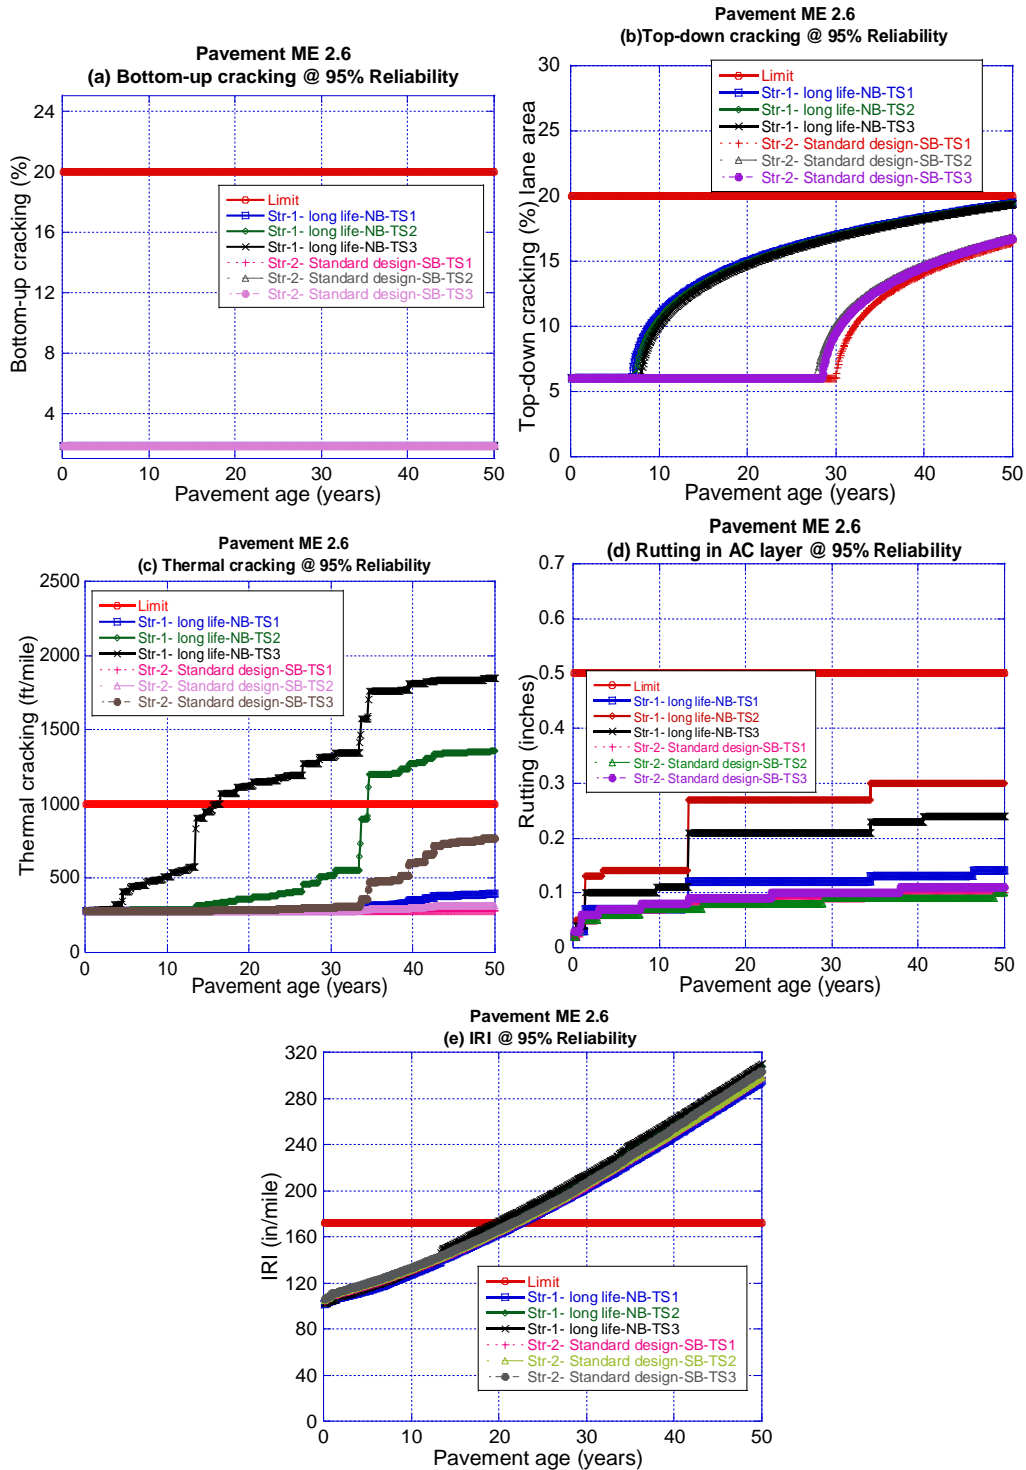 Pavement ME 2.6
(a) Bottom-up cracking @ 95% Reliability
24
20
16
12
8
4
Bottom-up cracking (%)
Limit
Str-1- long life-NB-TS1
Str-1- long life-NB-TS2
Str-1- long life-NB-TS3
Str-2- Standard design-SB-TS1
Str-2- Standard design-SB-TS2
Str-2- Standard design-SB-TS3
0 10 20 30 40 50
Pavement age (years)
Pavement ME 2.6
(b)Top-down cracking @ 95% Reliability
30
25
20
15
10
5
0
Top-down cracking (%) lane area
Limit
Str-1- long life-NB-TS1
Str-1- long life-NB-TS2
Str-1- long life-NB-TS3
Str-2- Standard design-SB-TS1
Str-2- Standard design-SB-TS2
Str-2- Standard design-SB-TS3
0 10 20 30 40 50
Pavement age (years)
Pavement ME 2.6
(c) Thermal cracking @ 95% Reliability
2500
2000
1500
1000
500
0
Thermal cracking (ft/mile)
Limit
Str-1- long life-NB-TS1
Str-1- long life-NB-TS2
Str-1- long life-NB-TS3
Str-2- Standard design-SB-TS1
Str-2- Standard design-SB-TS2
Str-2- Standard design-SB-TS3
0 10 20 30 40 50
Pavement age (years)
Pavement ME 2.6
(d) Rutting in AC layer @ 95% Reliability
0.7
0.6
0.5
0.4
0.3
0.2
0.1
0
Rutting (inches)
Limit
Str-1- long life-NB-TS1
Str-1- long life-NB-TS2
Str-1- long life-NB-TS3
Str-2- Standard design-SB-TS1
Str-2- Standard design-SB-TS2
Str-2- Standard design-SB-TS3
0 10 20 30 40 50
Pavement age (years)
Pavement ME 2.6
(e) IRI @ 95% Reliability
320
280
240
200
160
120
80
40
0
IRI (in/mile)
Limit
Str-1- long life-NB-TS1
Str-1- long life-NB-TS2
Str-1- long life-NB-TS3
Str-2- Standard design-SB-TS1
Str-2- Standard design-SB-TS2
Str-2- Standard design-SB-TS3
0 10 20 30 40 50
Pavement age (years)